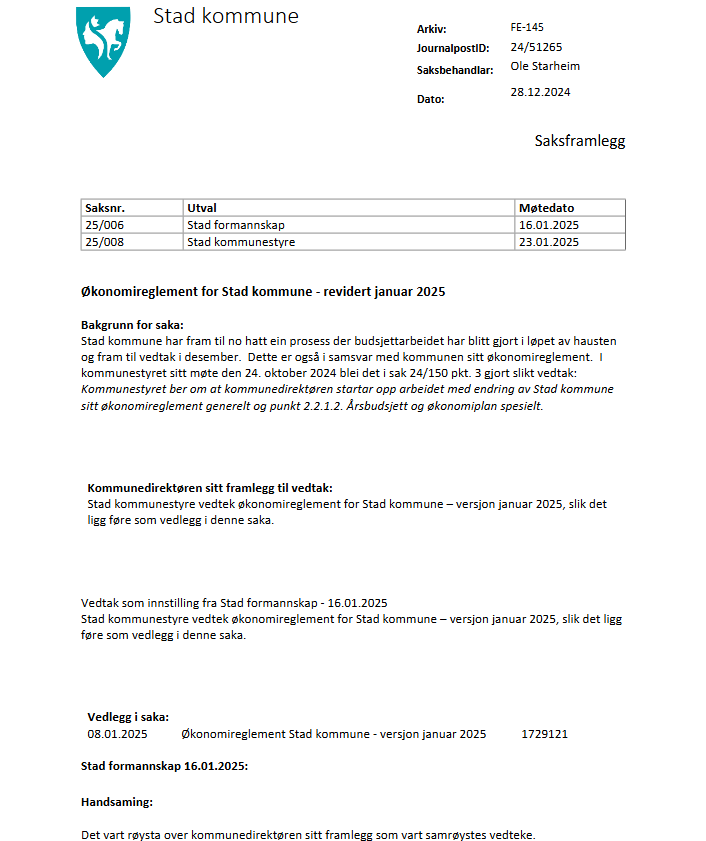 Stad kommune
Arkiv: FE-145
JournalpostID: 24/51265
Saksbehandlar: Ole Starheim
Dato: 28.12.2024
Saksframlegg
Saksnr. Utval Møtedato
25/006 Stad formannskap 16.01.2025
25/008 Stad kommunestyre 23.01.2025
Økonomireglement for Stad kommune - revidert januar 2025
Bakgrunn for saka:
Stad kommune har fram til no hatt ein prosess der budsjettarbeidet har blitt gjort i løpet av hausten
og fram til vedtak i desember. Dette er også i samsvar med kommunen sitt økonomireglement. I
kommunestyret sitt møte den 24. oktober 2024 blei det i sak 24/150 pkt. 3 gjort slikt vedtak:
Kommunestyret ber om at kommunedirektøren startar opp arbeidet med endring av Stad kommune
sitt økonomireglement generelt og punkt 2.2.1.2. Årsbudsjett og økonomiplan spesielt.
Kommunedirektøren sitt framlegg til vedtak:
Stad kommunestyre vedtek økonomireglement for Stad kommune – versjon januar 2025, slik det
ligg føre som vedlegg i denne saka.
Vedtak som innstilling fra Stad formannskap - 16.01.2025
Stad kommunestyre vedtek økonomireglement for Stad kommune – versjon januar 2025, slik det ligg
føre som vedlegg i denne saka.
Vedlegg i saka:
08.01.2025 Økonomireglement Stad kommune - versjon januar 2025 1729121
Stad formannskap 16.01.2025:
Handsaming:
Det vart røysta over kommunedirektøren sitt framlegg som vart samrøystes vedteke.